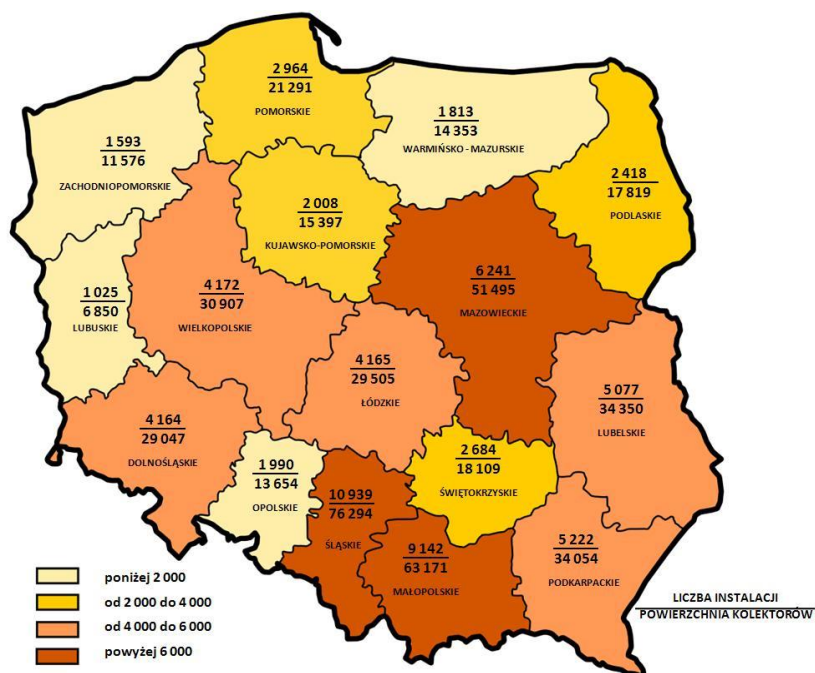 2 964
21 291
POMORSKIE
1 813
14 353
WARMIŃSKO - MAZURSKIE
1 593
11 576
ZACHODNIOPOMORSKIE
2 418
17 819
PODLASKIE
2 008
15 397
KUJAWSKO-POMORSKIE
6 241
51 495
MAZOWIECKIE
4 172
30 907
WIELKOPOLSKIE
1 025
6 850
LUBUSKIE
4 165
29 505
ŁÓDZKIE
5 077
34 350
LUBELSKIE
4 164
29 047
DOLNOŚLĄSKIE
2 684
18 109
ŚWIĘTOKRZYSKIE
1 990
13 654
OPOLSKIE
10 939
76 294
ŚLĄSKIE
9 142
63 171
MAŁOPOLSKIE
5 222
34 054
PODKARPACKIE
poniżej 2 000
od 2 000 do 4 000
od 4 000 do 6 000
powyżej 6 000
LICZBA INSTALACJI
POWIERZCHNIA KOLEKTORÓW